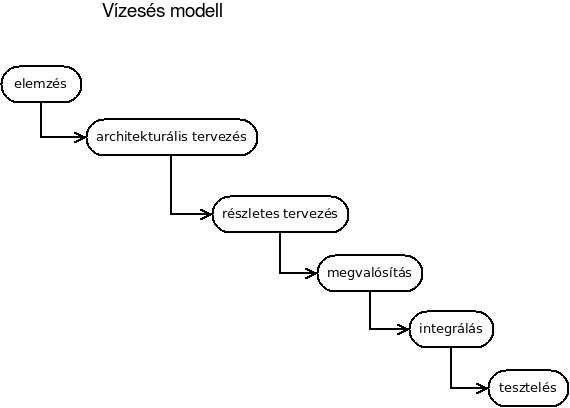 Vízesés modell
elemzés
architekturális tervezés
részletes tervezés
megvalósítás
integrálás
tesztelés